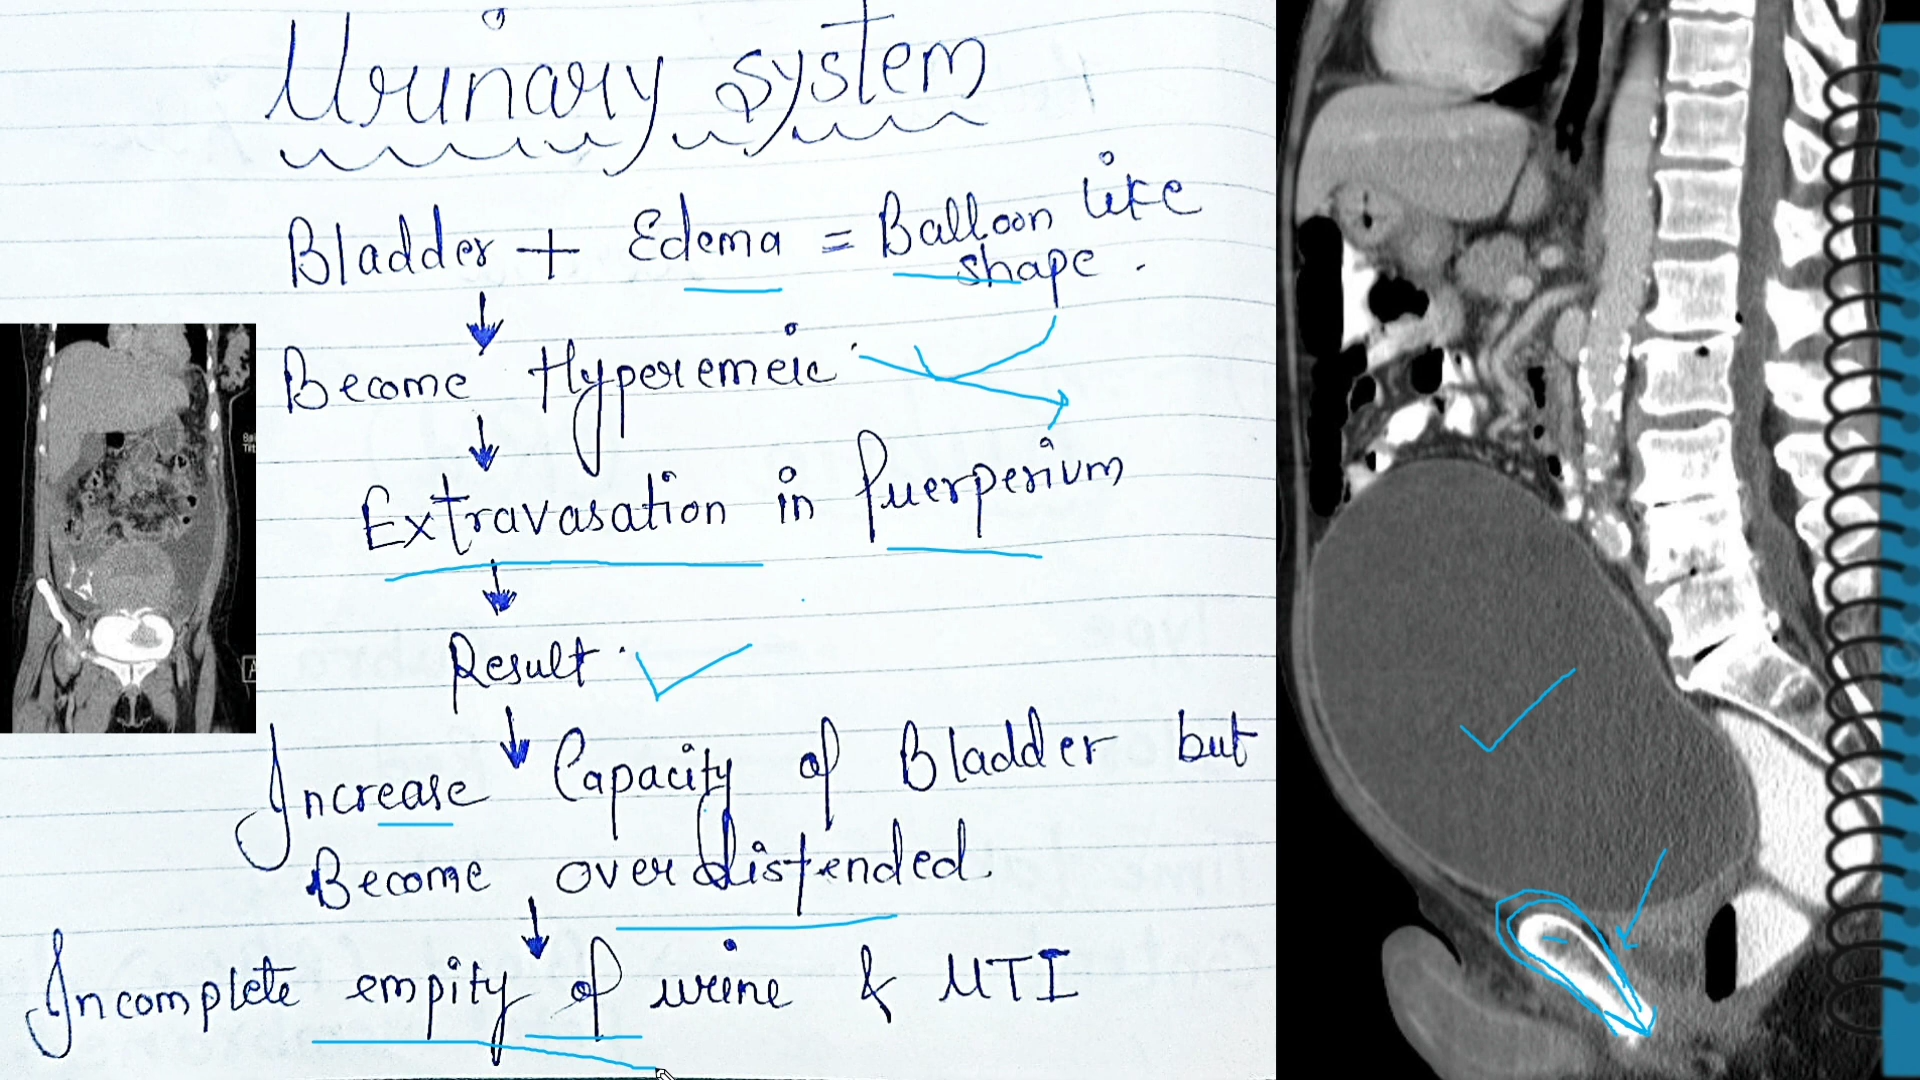 Urinary system
Bladder + Edema = Balloon like
shape.
Become Hyperemeic
Extravasation in Puerperium
Result
Increase Capacity of Bladder but
Become over distended.
Incomplete empity of urine & UTI
A